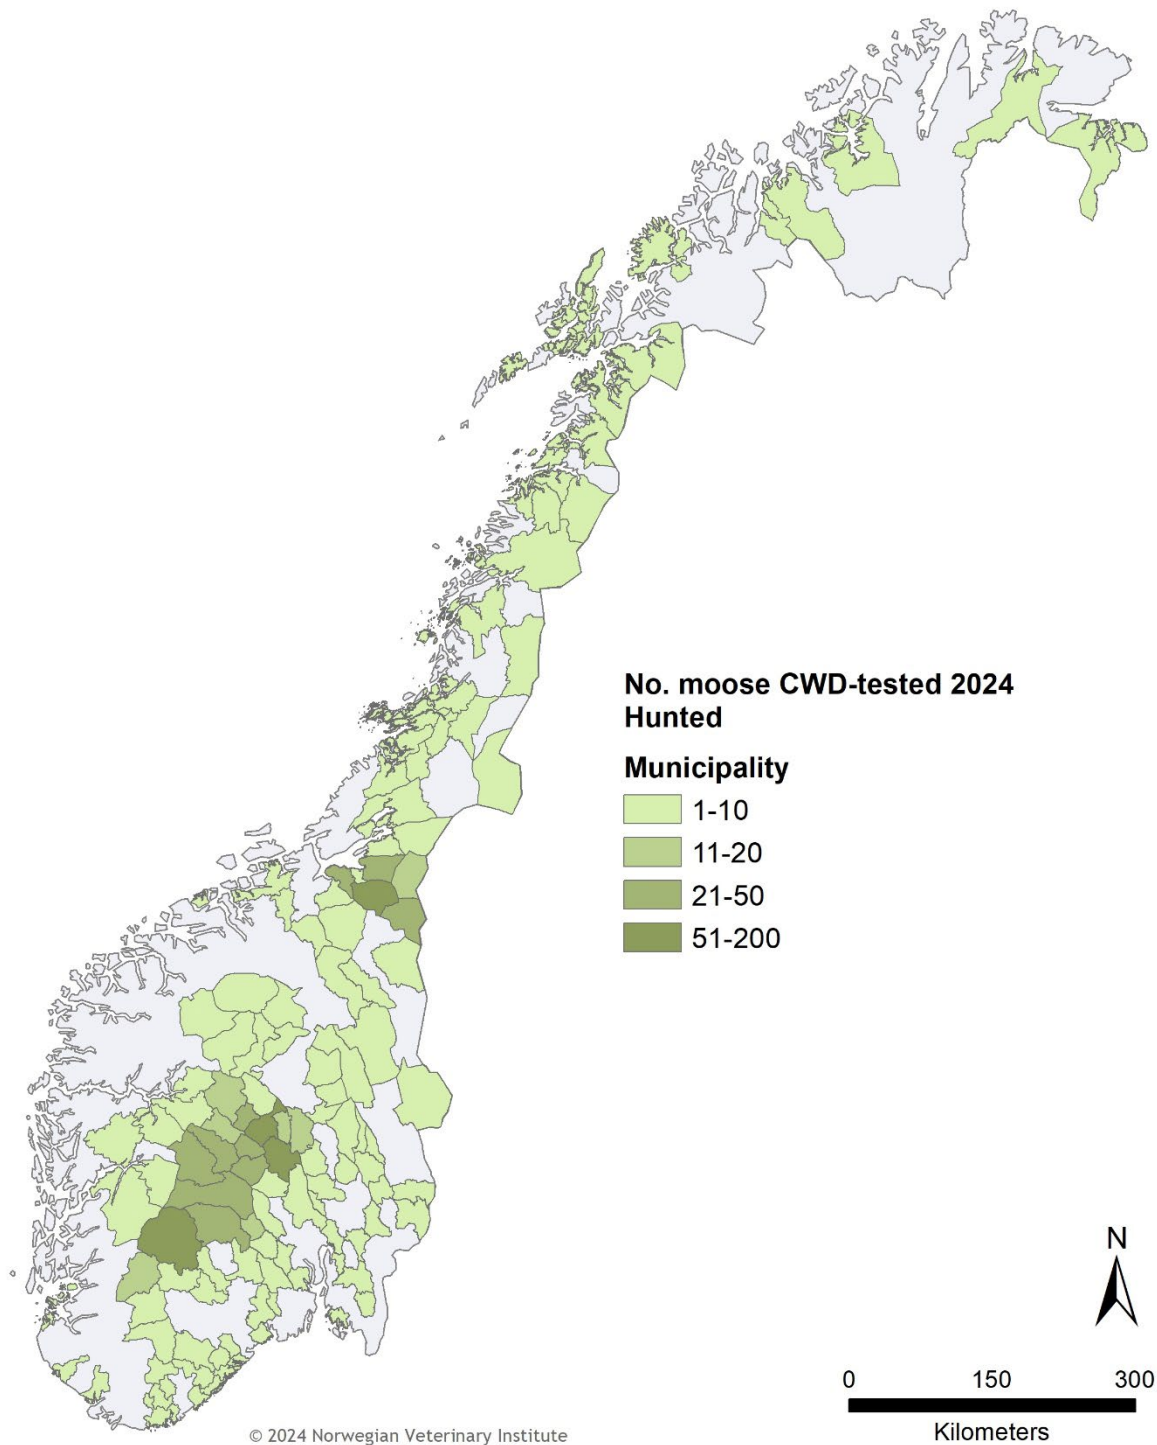 No. moose CWD-tested 2024
Hunted
Municipality
1-10
11-20
21-50
51-200
N
0 150 300
Kilometers
© 2024 Norwegian Veterinary Institute